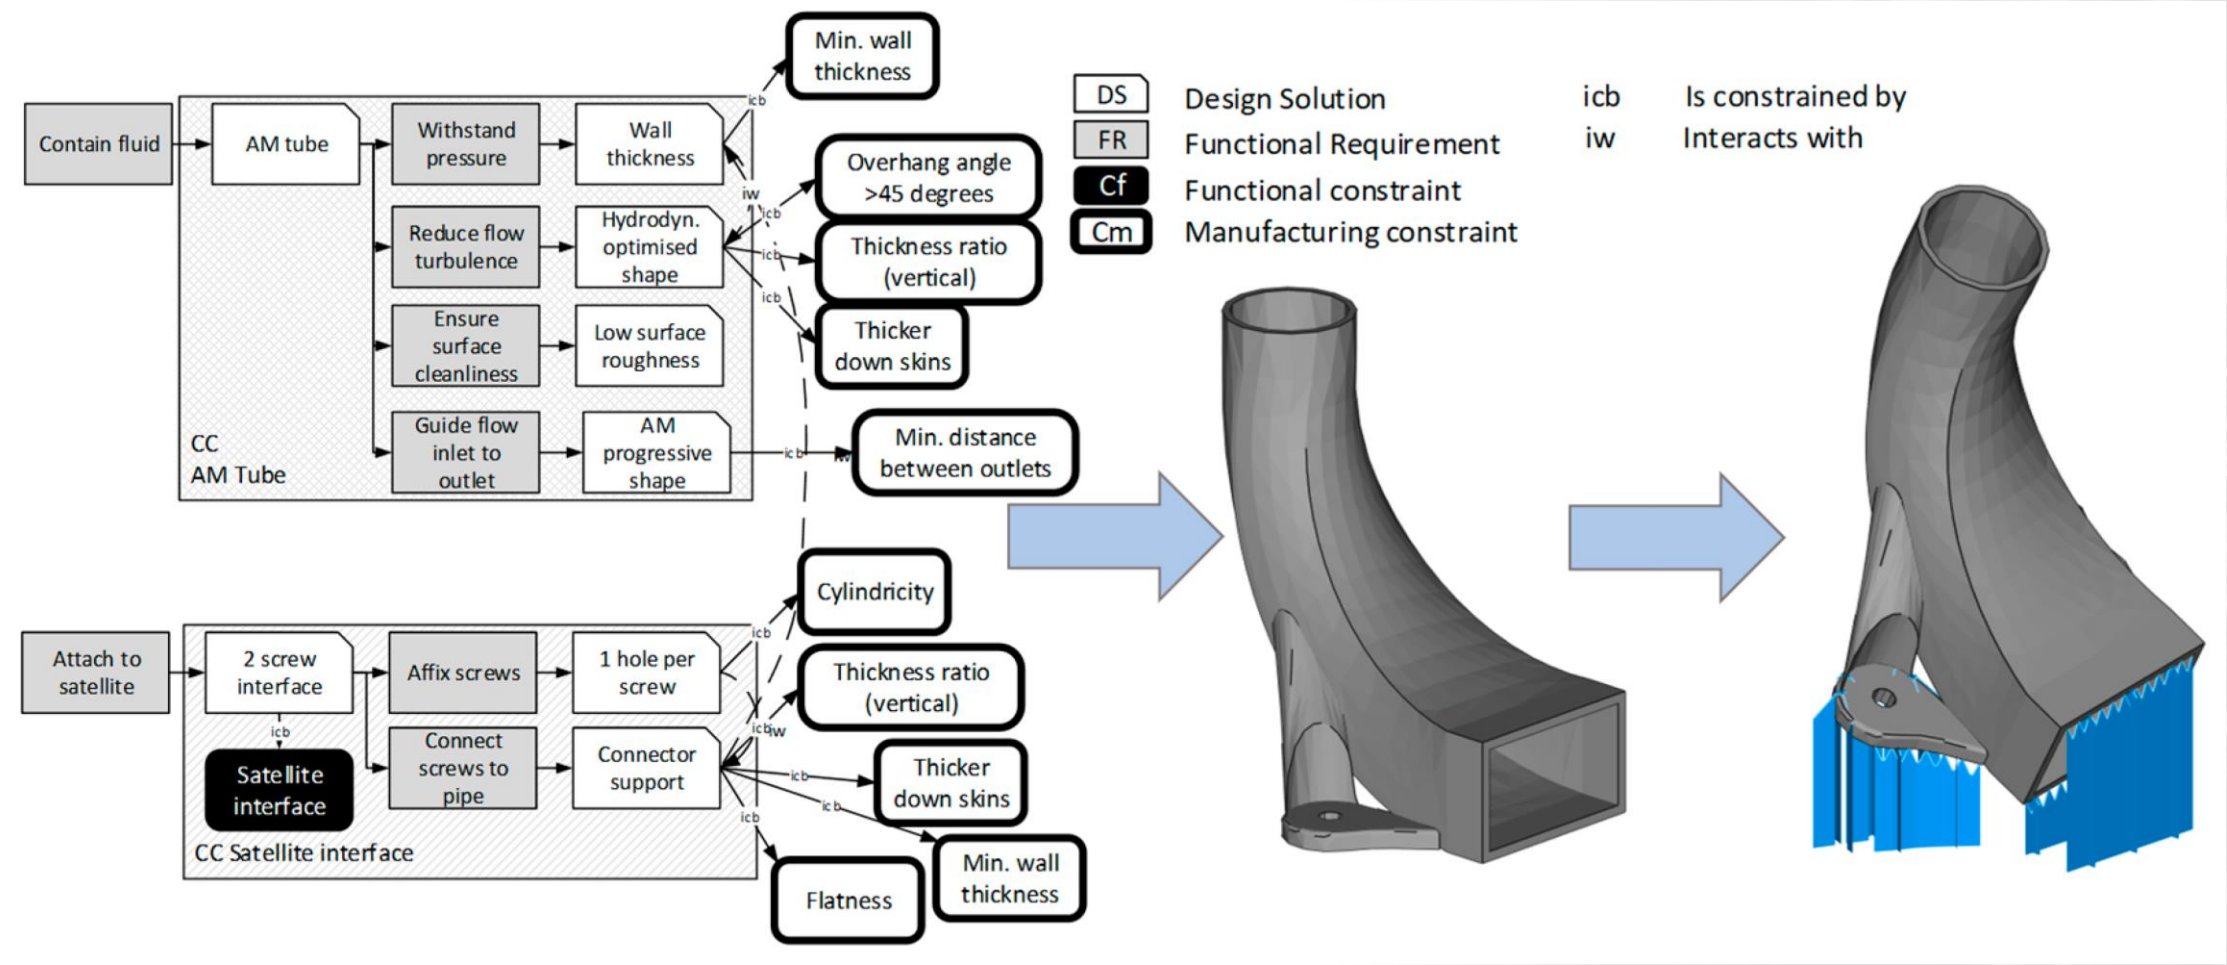 Min. wall
thickness
Contain fluid
AM tube
Withstand
pressure
Wall
thickness
icb
iw
Overhang angle
>45 degrees
icb
Reduce flow
turbulence
Hydrodyn.
optimised
shape
icb
Thickness ratio
(vertical)
icb
Thicker
down skins
Ensure
surface
cleanliness
Low surface
roughness
CC
AM Tube
Guide flow
inlet to
outlet
AM
progressive
shape
icb
Min. distance
between outlets
DS
Design Solution
FR
Functional Requirement
Cf
Functional constraint
Cm
Manufacturing constraint
icb
Is constrained by
iw
Interacts with
Attach to
satellite
2 screw
interface
Affix screws
1 hole per
screw
icb
Cylindricity
icb
Satellite
interface
Connect
screws to
pipe
Connector
support
icb
iw
Thickness ratio
(vertical)
icb
Thicker
down skins
icb
Min. wall
thickness
icb
Flatness
CC Satellite interface